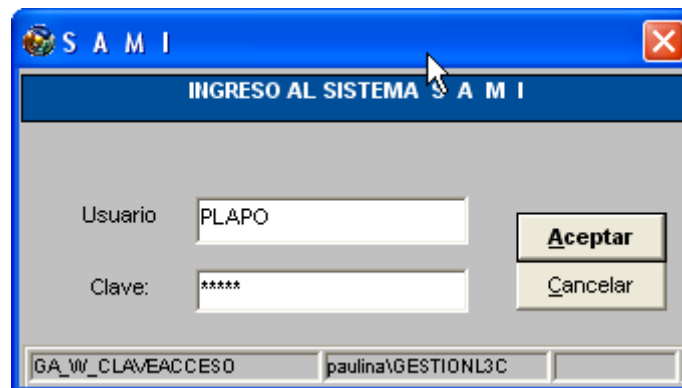 S A M I
INGRESO AL SISTEMA S A M I
Usuario PLAPO
Aceptar
Clave: *****
Cancelar
GA_W_CLAVEACCESO paulina\GESTIONL3C